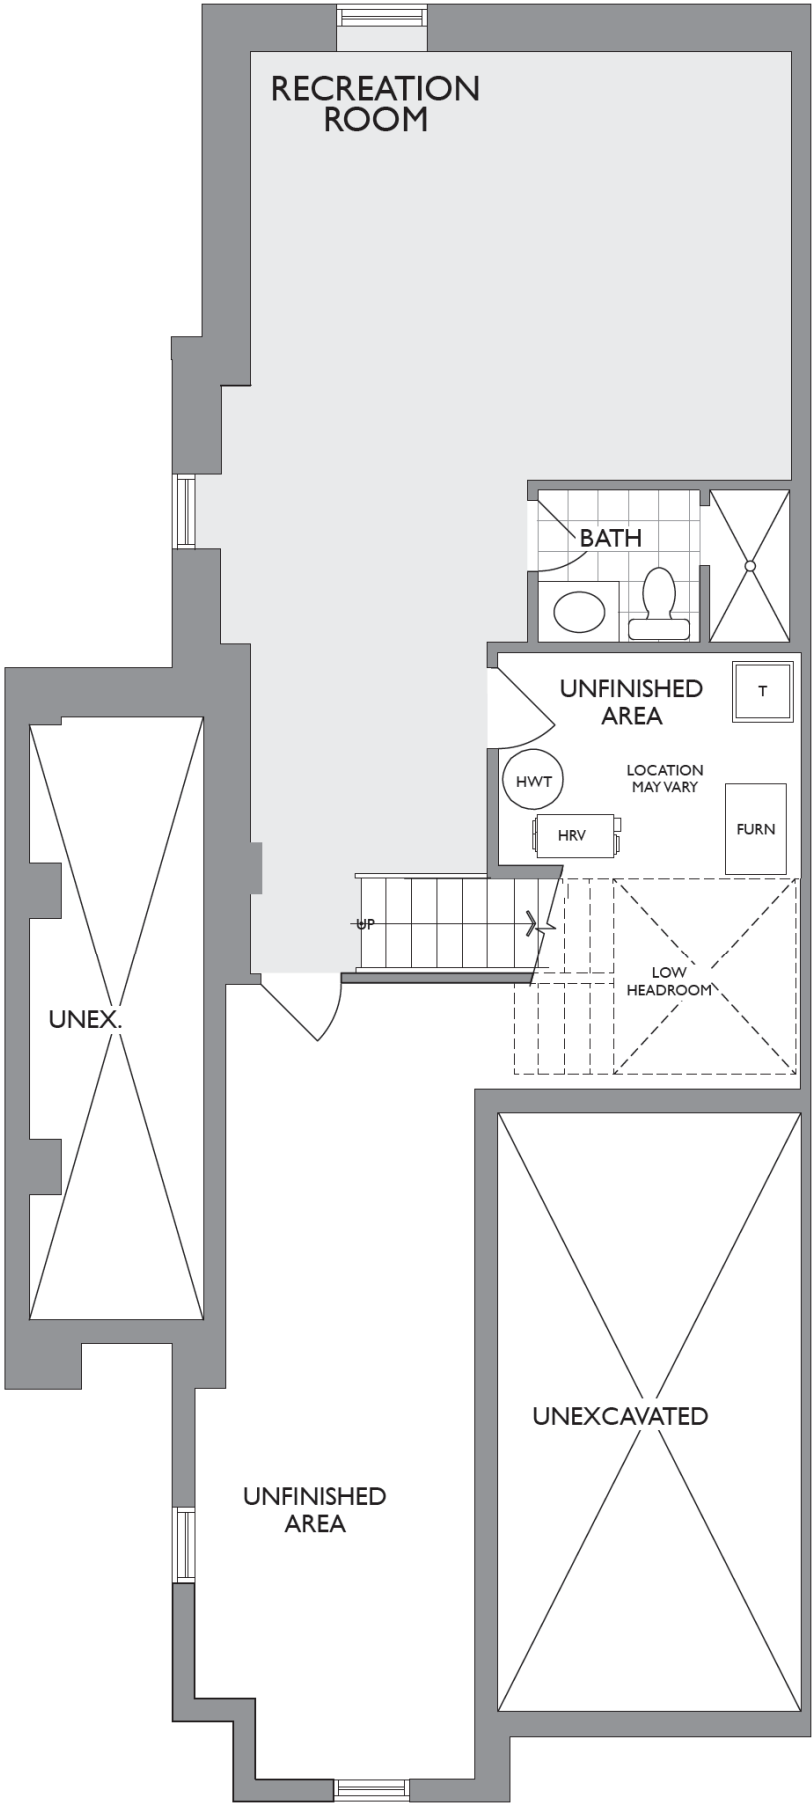 RECREATION
ROOM
BATH
UNFINISHED
AREA
T
LOCATION
MAY VARY
HWT
HRV
FURN
UP
LOW
HEADROOM
UNEX.
UNEXCAVATED
UNFINISHED
AREA